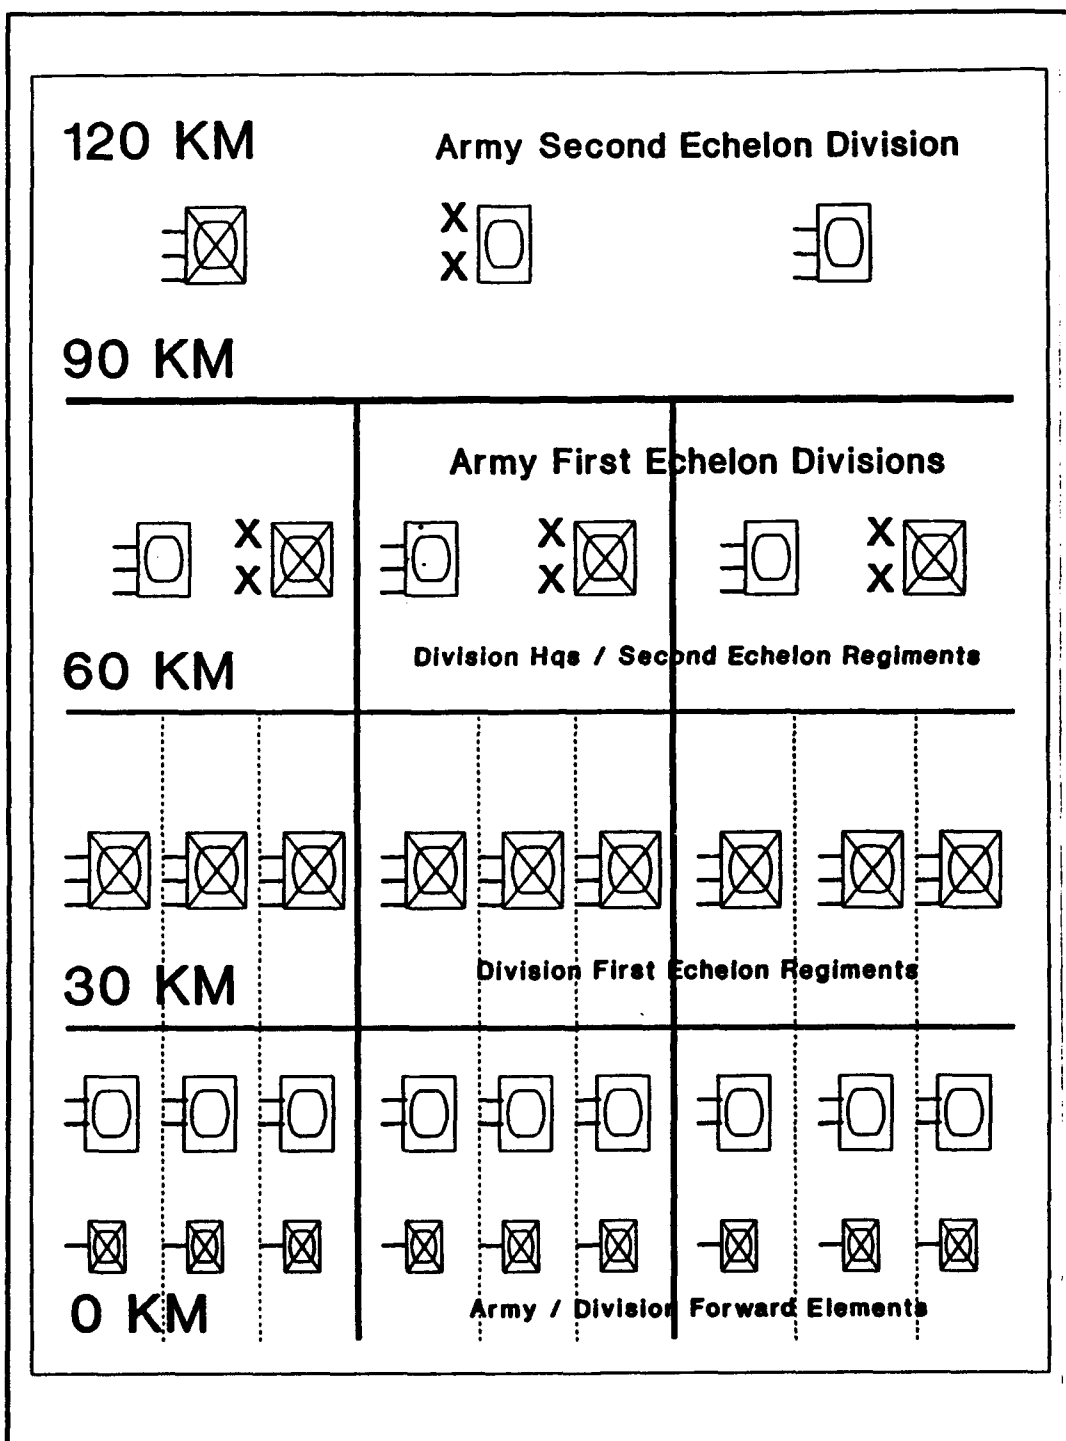 120 KM
Army Second Echelon Division
X
X
90 KM
Army First Echelon Divisions
X X X
X X X
Division Hqs / Second Echelon Regiments
60 KM
30 KM
Division First Echelon Regiments
0 KM
Army / Division Forward Elements